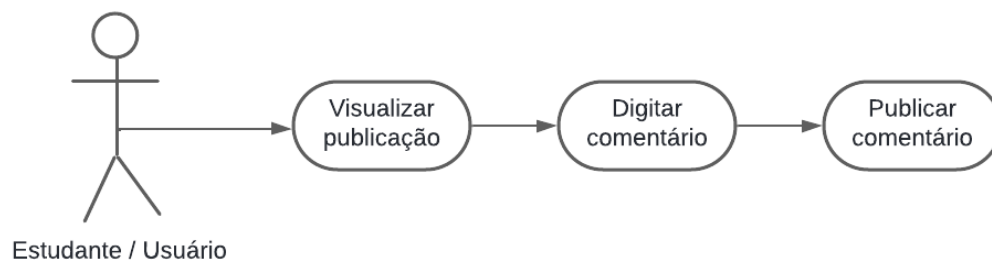 Visualizar
publicação
Digitar
comentário
Publicar
comentário
Estudante / Usuário